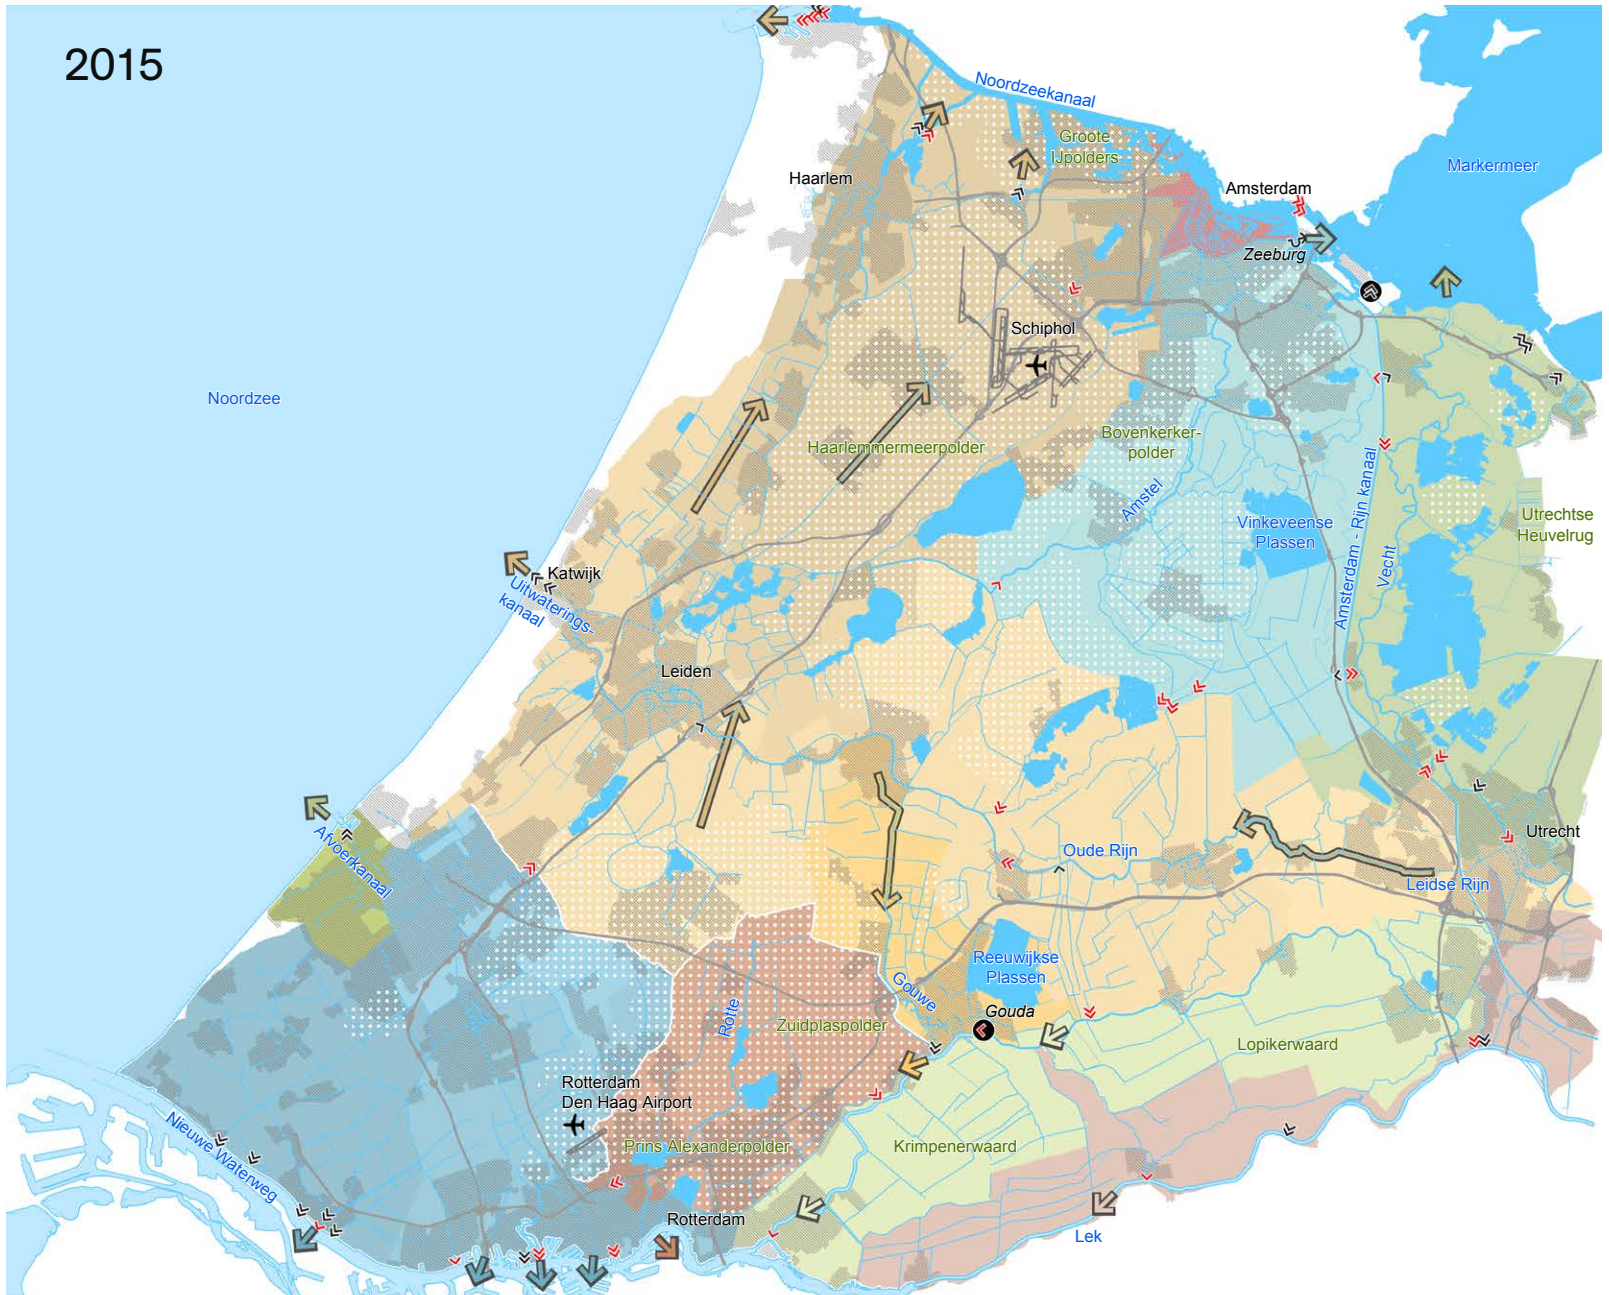 2015
Noordzeekanaal
Groote
IJpolders
Markermeer
Haarlem
Amsterdam
Zeeburg
Schiphol
Noordzee
Haarlemmermeerpolder
Bovenkerker-
polder
Amstel
Vinkeveense
Plassen
Amsterdam - Rijn kanaal
Vecht
Utrechtse
Heuvelrug
Katwijk
Uitwaterings-
kanaal
Leiden
Afvoerkanaal
Oude Rijn
Utrecht
Leidse Rijn
Reeuwijkse
Plassen
Gouwe
Gouda
Rotte
Zuidplaspolder
Lopikerwaard
Rotterdam
Den Haag Airport
Nieuwe Waterweg
Prins Alexanderpolder
Krimpenerwaard
Rotterdam
Lek